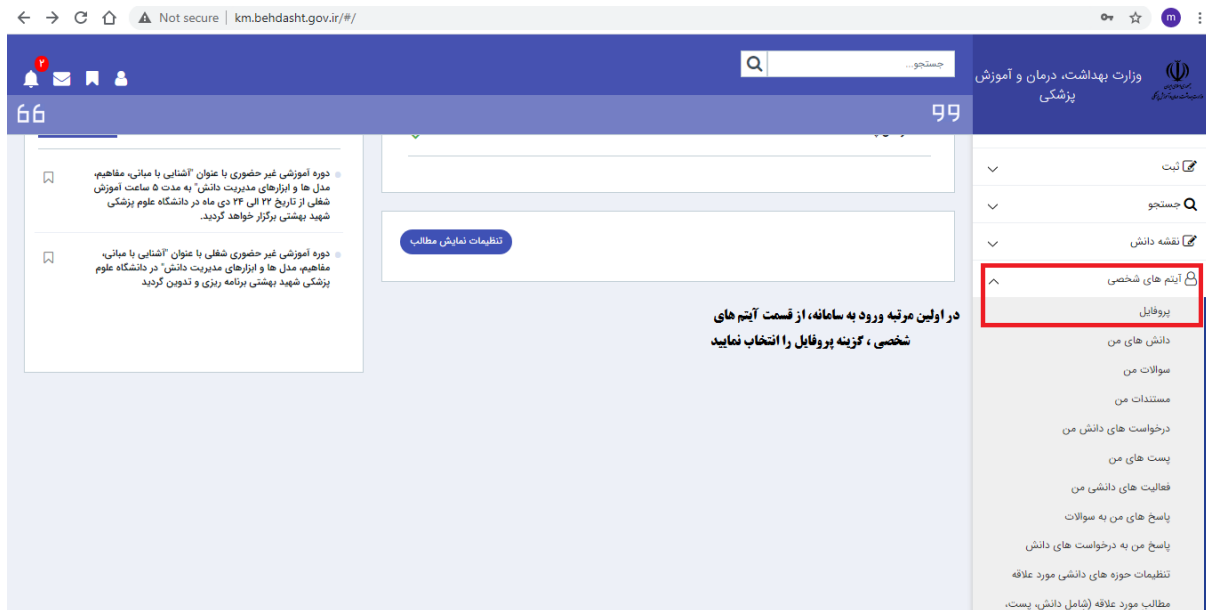 Not secure | km.behdasht.gov.ir/#/
m
وزارت بهداشت، درمان و آموزش
پزشکی
جستجو...
۲
ثبت
جستجو
نقشه دانش
آیتم های شخصی
پروفایل
دانش های من
سوالات من
مستندات من
درخواست های دانش من
پست های من
فعالیت های دانشی من
پاسخ های من به سوالات
پاسخ من به درخواست های دانش
تنظیمات حوزه های دانشی مورد علاقه
مطالب مورد علاقه (شامل دانش، پست،
تنظیمات نمایش مطالب
در اولین مرتبه ورود به سامانه، از قسمت آیتم های
شخصی ، گزینه پروفایل را انتخاب نمایید
دوره آموزشی غیر حضوری با عنوان "آشنایی با مبانی، مفاهیم،
مدل ها و ابزارهای مدیریت دانش" به مدت ۵ ساعت آموزش
شغلی از تاریخ ۲۲ الی ۲۴ دی ماه در دانشگاه علوم پزشکی
شهید بهشتی برگزار خواهد گردید.
دوره آموزشی غیر حضوری شغلی با عنوان "آشنایی با مبانی،
مفاهیم، مدل ها و ابزارهای مدیریت دانش" در دانشگاه علوم
پزشکی شهید بهشتی برنامه ریزی و تدوین گردید